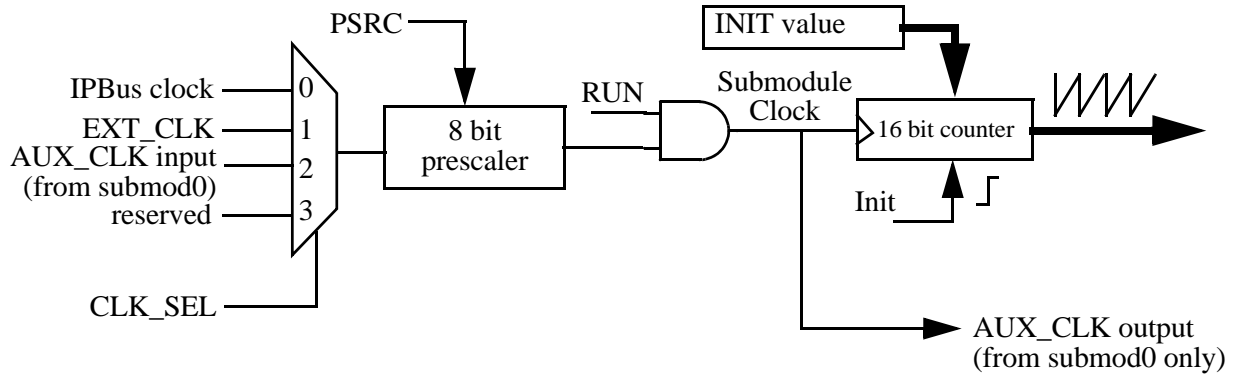 PSRC
INIT value
IPBus clock
0
EXT_CLK
1
AUX_CLK input
(from submod0)
2
reserved
3
CLK_SEL
8 bit
prescaler
RUN
Submodule
Clock
16 bit counter
Init
AUX_CLK output
(from submod0 only)